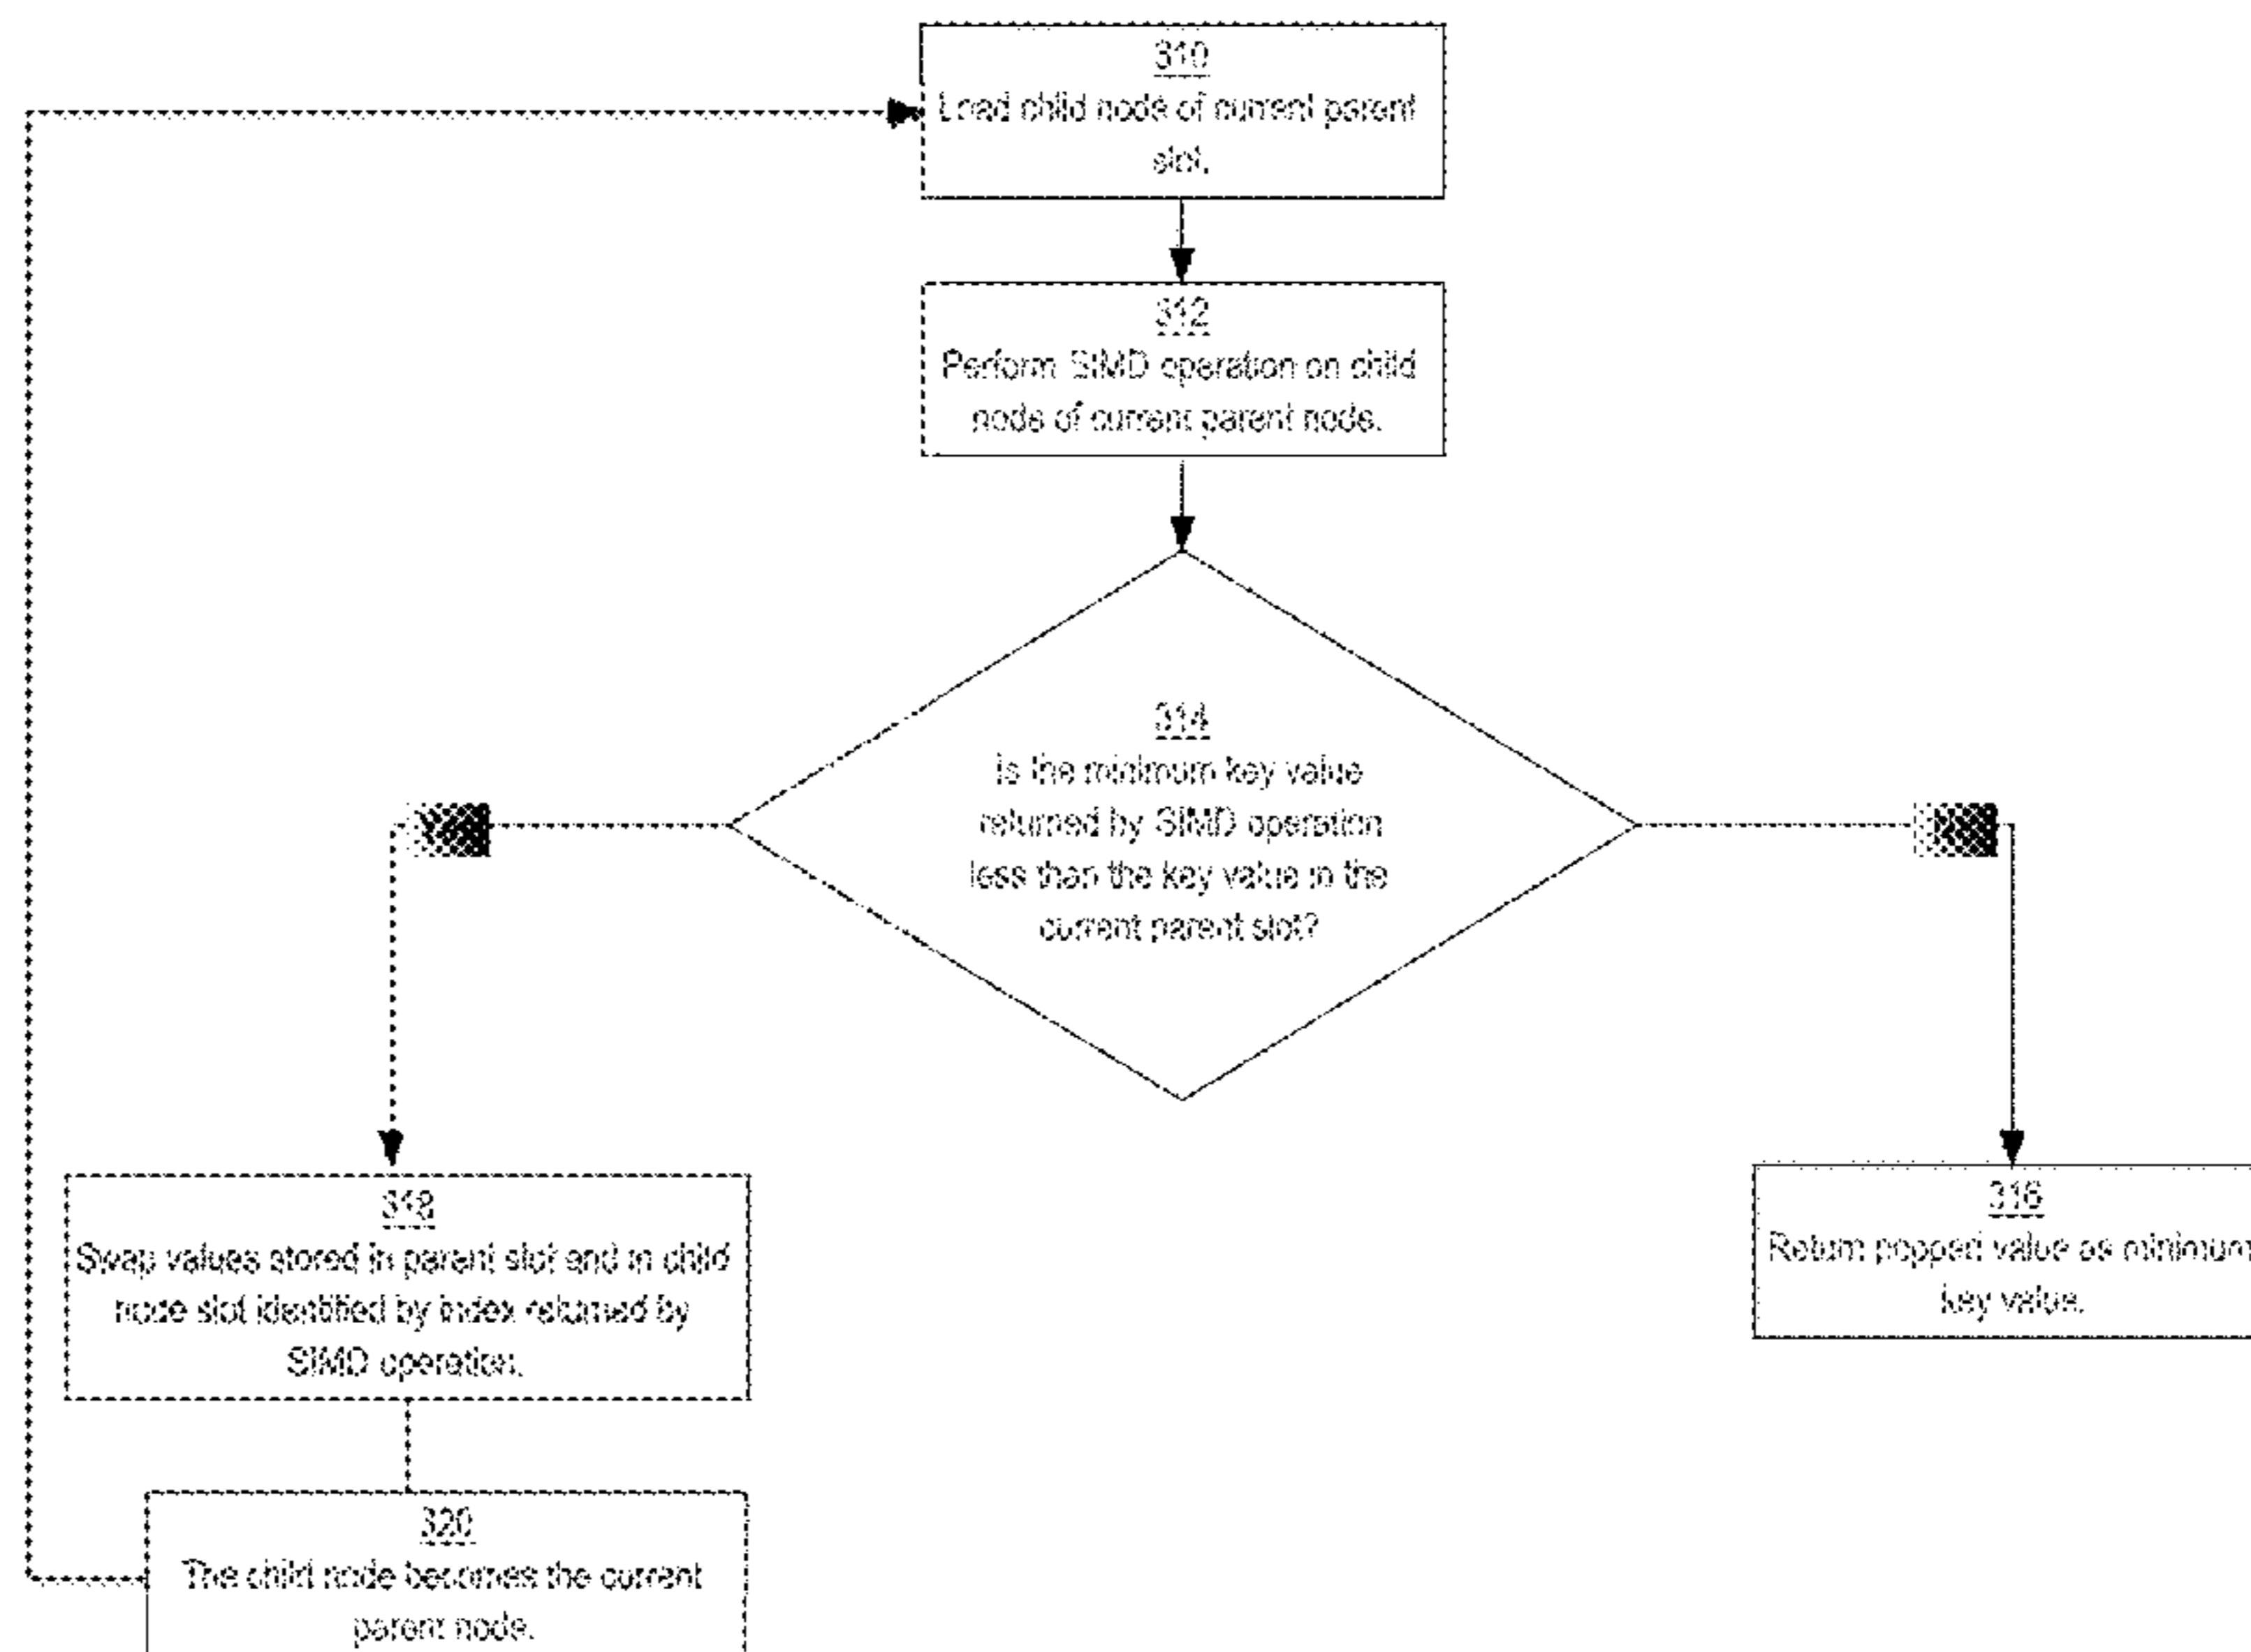 310
Load child node of current parent
slot.
312
Perform SIMD operation on child
node of current parent node.
314
Is the minimum key value
returned by SIMD operation
less than the key value in the
current parent slot?
318
Swap values stored in parent slot and in child
node slot identified by index returned by
SIMD operation.
316
Return popped value as minimum
key value.
320
The child node becomes the current
parent node.